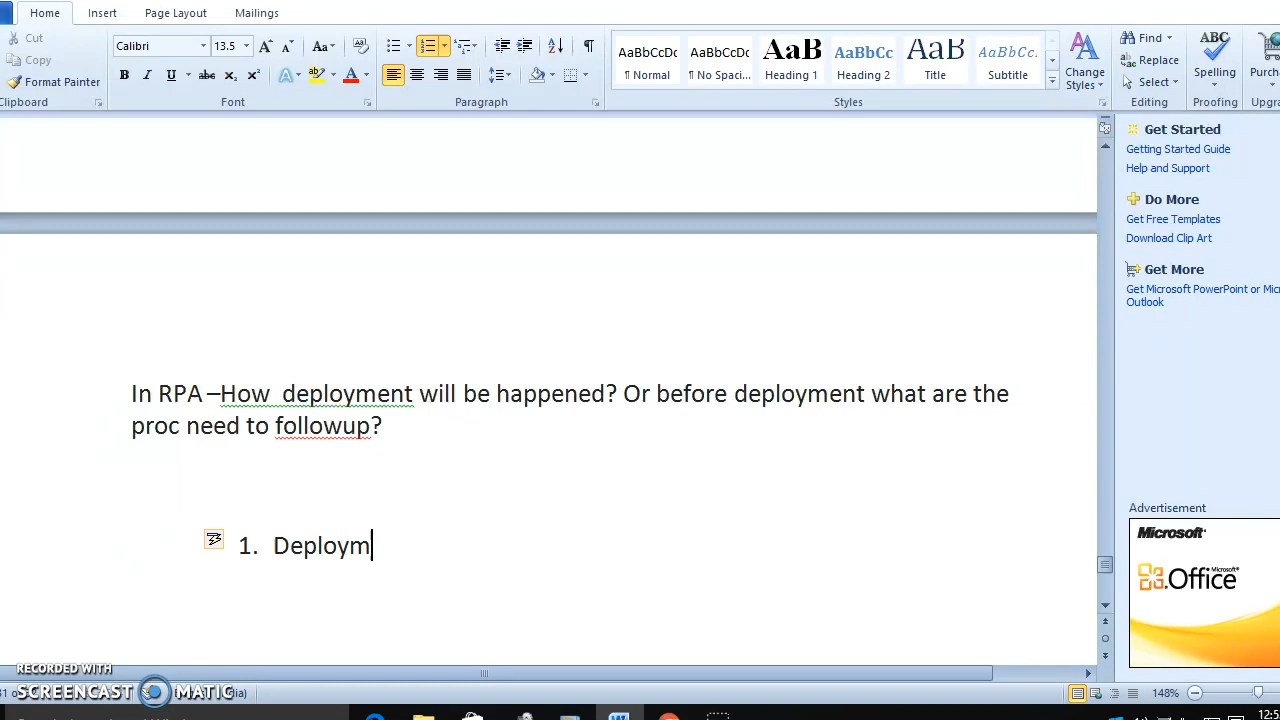 Home Insert Page Layout Mailings
Cut
Copy
Format Painter
Clipboard
Calibri 13.5
Font
Paragraph
AaBbCcDc AaBbCcDc AaB AaBbCc AaB AaBbCc.
¶ Normal ¶ No Spaci... Heading 1 Heading 2 Title Subtitle
Change
Styles
Styles
Find
Replace
Select
Editing
ABC
Spelling
Proofing
Get Started
Getting Started Guide
Help and Support
Do More
Get Free Templates
Download Clip Art
Get More
Get Microsoft PowerPoint or
Outlook
In RPA –How deployment will be happened? Or before deployment what are the
proc need to followup?
1. Deploym
Advertisement
Microsoft
Microsoft
Office
RECORDED WITH
SCREENCAST MATIC
148%